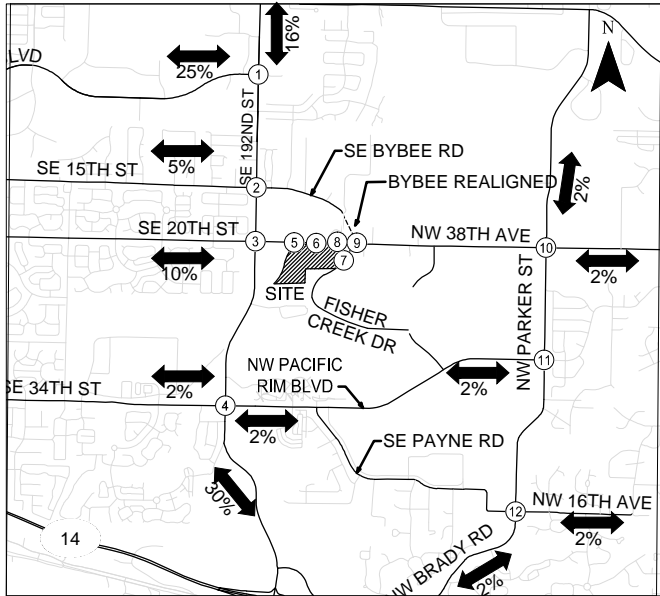 16%
N
LVD
25%
1
SE 192ND ST
5%
SE BYBEE RD
SE 15TH ST
2
BYBEE REALIGNED
2%
SE 20TH ST
3
5
6
8
9
NW 38TH AVE
10
10%
7
2%
SITE
FISHER
CREEK DR
NW PARKER ST
NW PACIFIC
RIM BLVD
11
2%
SE 34TH ST
2%
4
2%
SE PAYNE RD
30%
12
NW 16TH AVE
14
2%
NW BRADY RD
2%